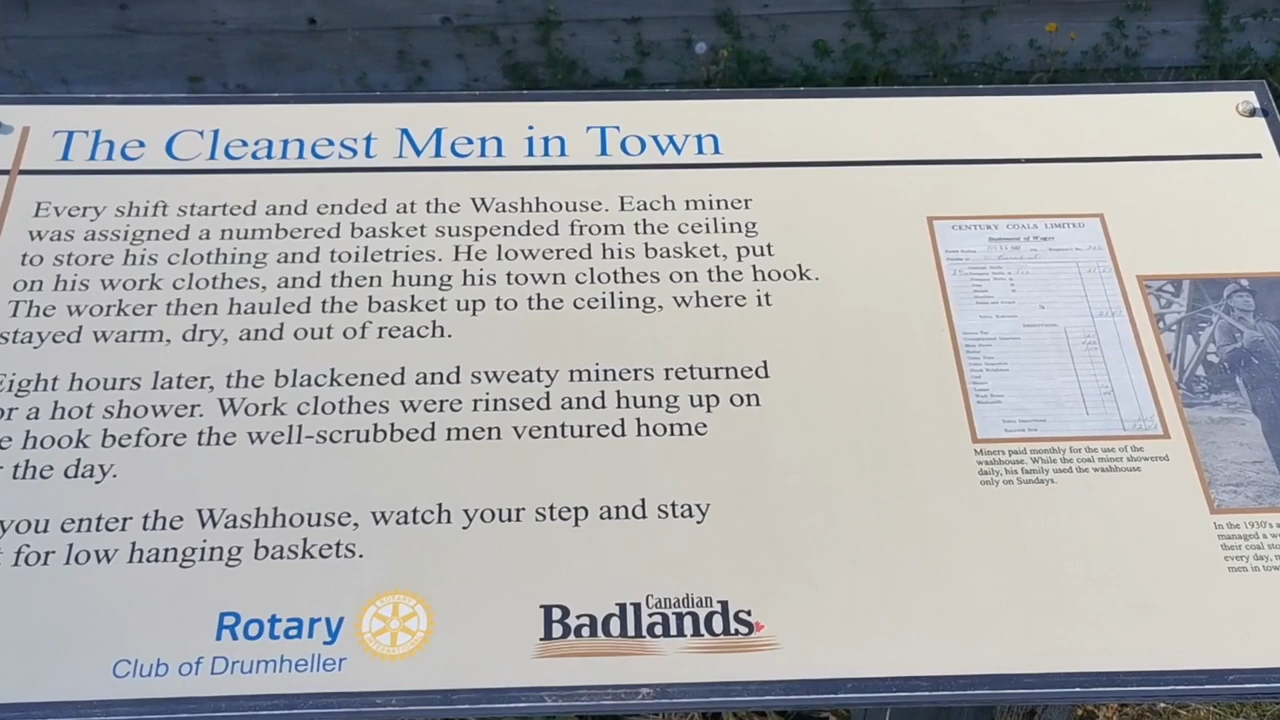 The Cleanest Men in Town
Every shift started and ended at the Washhouse. Each miner
was assigned a numbered basket suspended from the ceiling
to store his clothing and toiletries. He lowered his basket, put
on his work clothes, and then hung his town clothes on the hook.
The worker then hauled the basket up to the ceiling, where it
stayed warm, dry, and out of reach.
Eight hours later, the blackened and sweaty miners returned
or a hot shower. Work clothes were rinsed and hung up on
e hook before the well-scrubbed men ventured home
the day.
you enter the Washhouse, watch your step and stay
for low hanging baskets.
Rotary
Club of Drumheller
ROTARY
INTERNATIONAL
Canadian
Badlands
CENTURY COALS LIMITED
Statement of Wages
Miners paid monthly for the use of the
washhouse. While the coal miner showered
daily, his family used the washhouse
only on Sundays.
In the 1930's a
managed a w
their coal sto
every day, m
men in tow